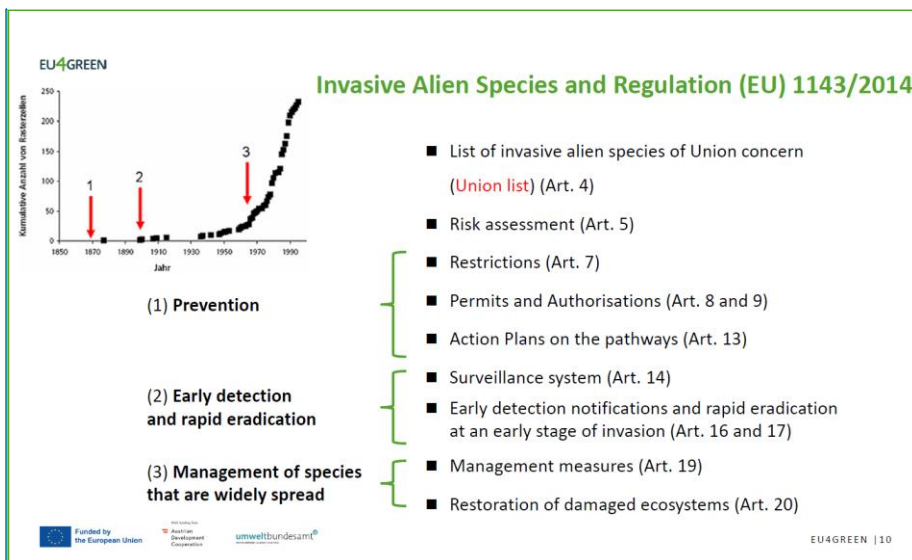 EU4GREEN
Invasive Alien Species and Regulation (EU) 1143/2014
Kumulative Anzahl von Rasterzellen
250
200
150
100
50
0
1
2
3
1850 1870 1890 1910 1930 1950 1970 1990
Jahr
■ List of invasive alien species of Union concern
(Union list) (Art. 4)
■ Risk assessment (Art. 5)
(1) Prevention
■ Restrictions (Art. 7)
■ Permits and Authorisations (Art. 8 and 9)
■ Action Plans on the pathways (Art. 13)
(2) Early detection
and rapid eradication
■ Surveillance system (Art. 14)
■ Early detection notifications and rapid eradication
at an early stage of invasion (Art. 16 and 17)
(3) Management of species
that are widely spread
■ Management measures (Art. 19)
■ Restoration of damaged ecosystems (Art. 20)
Funded by
the European Union
With funding from
Austrian
Development
Cooperation
umweltbundesamt
EU4GREEN |10